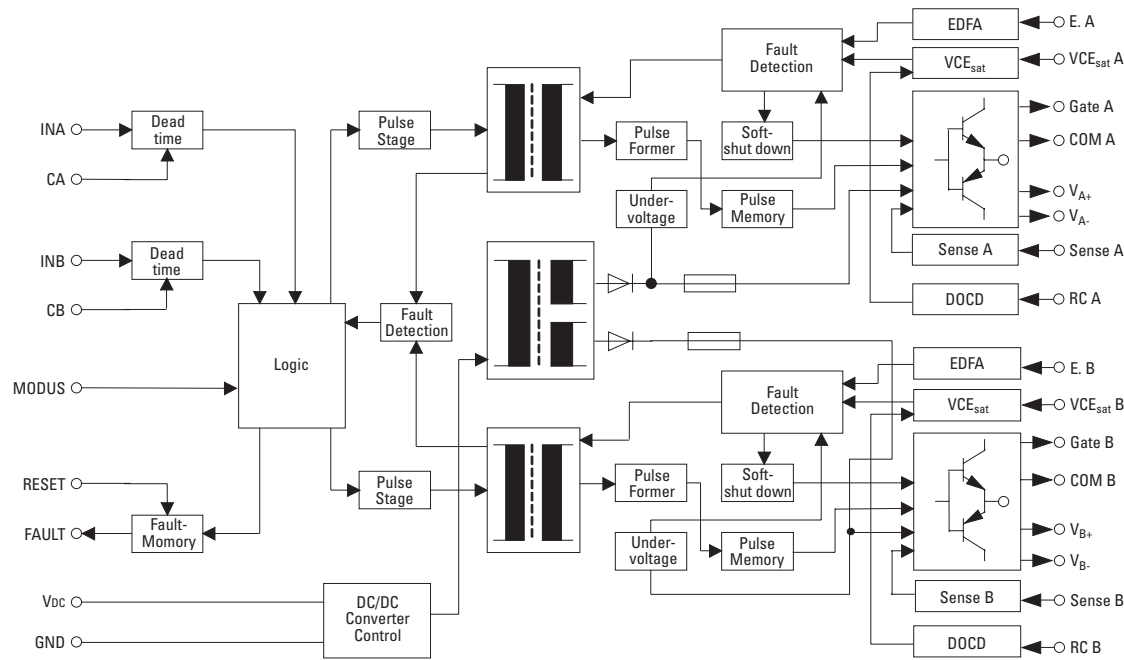 INA
CA
INB
CB
MODUS
RESET
FAULT
VDC
GND
Dead
time
Dead
time
Logic
Fault-
Momory
DC/DC
Converter
Control
Pulse
Stage
Fault
Detection
Pulse
Stage
Pulse
Former
Under-
voltage
Fault
Detection
Soft-
shut down
Pulse
Memory
Pulse
Former
Under-
voltage
Fault
Detection
Soft-
shut down
Pulse
Memory
EDFA
VCEsat
Sense A
DOCD
EDFA
VCEsat
Sense B
DOCD
E. A
VCEsat A
Gate A
COM A
VA+
VA-
Sense A
RC A
E. B
VCEsat B
Gate B
COM B
VB+
VB-
Sense B
RC B